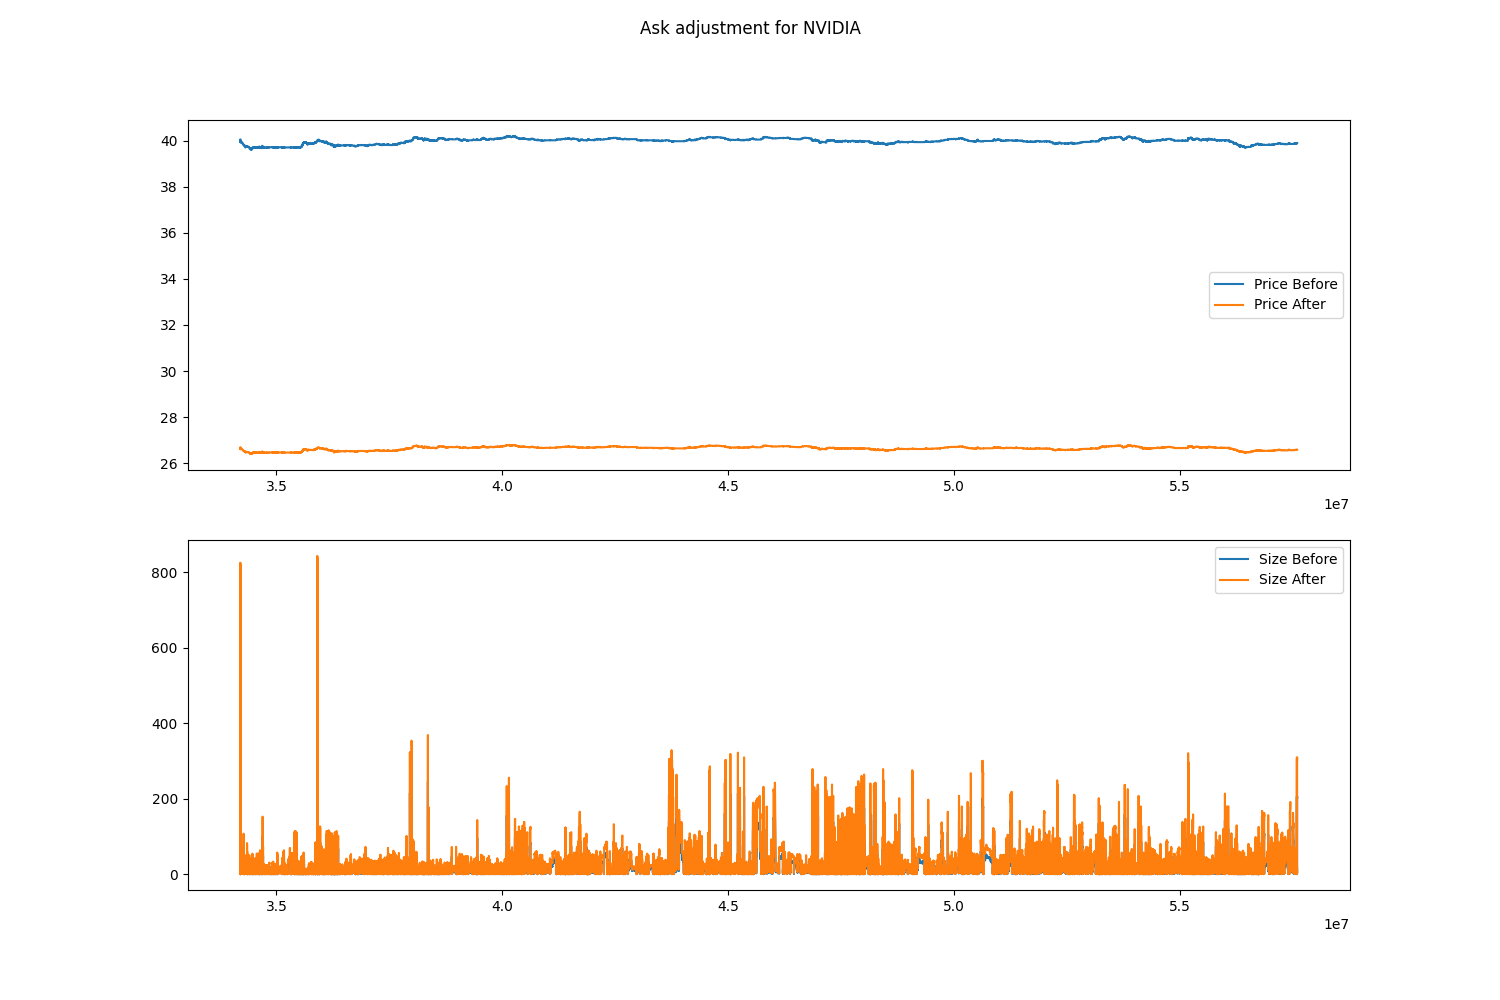 Ask adjustment for NVIDIA
40
38
36
34
32
30
28
26
Price Before
Price After
3.5 4.0 4.5 5.0 5.5
1e7
800
600
400
200
0
Size Before
Size After
3.5 4.0 4.5 5.0 5.5
1e7